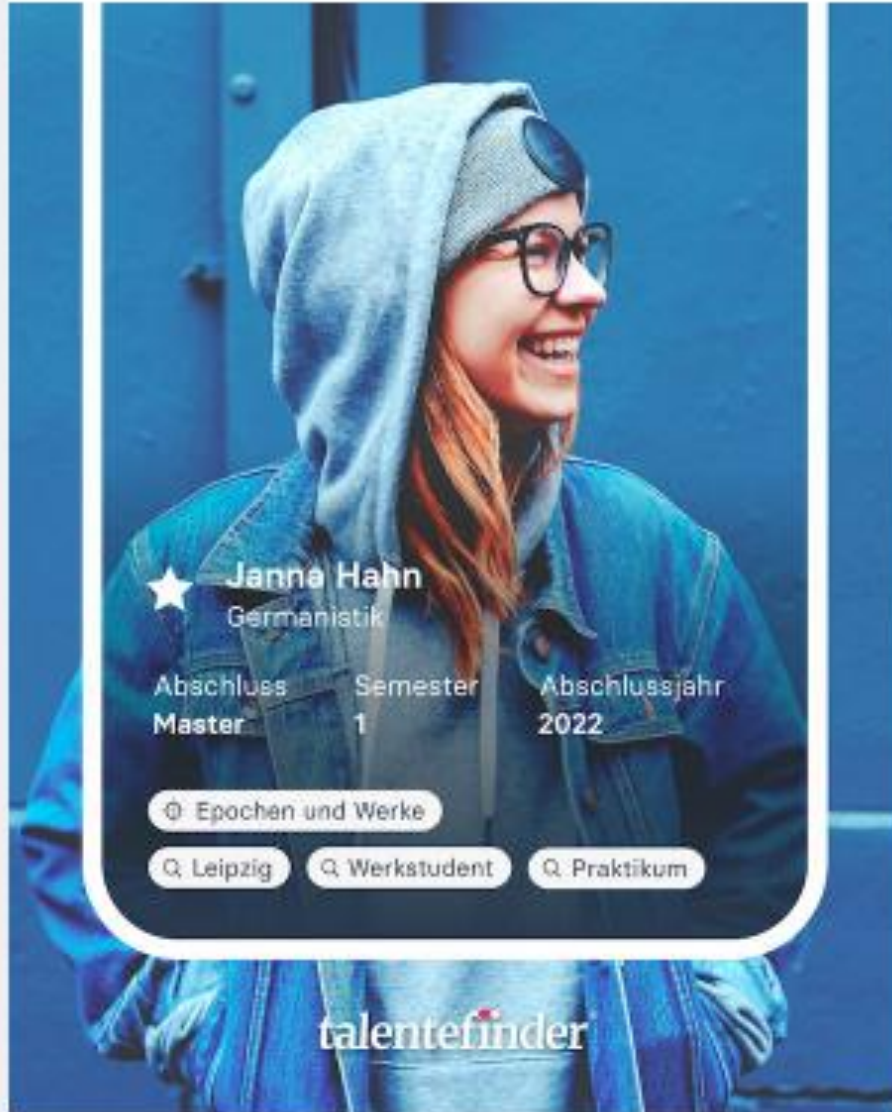 Janna Hahn
Germanistik
Abschluss Semester Abschlussjahr
Master 1 2022
Epochen und Werke
Leipzig Werkstudent Praktikum
talentefinder